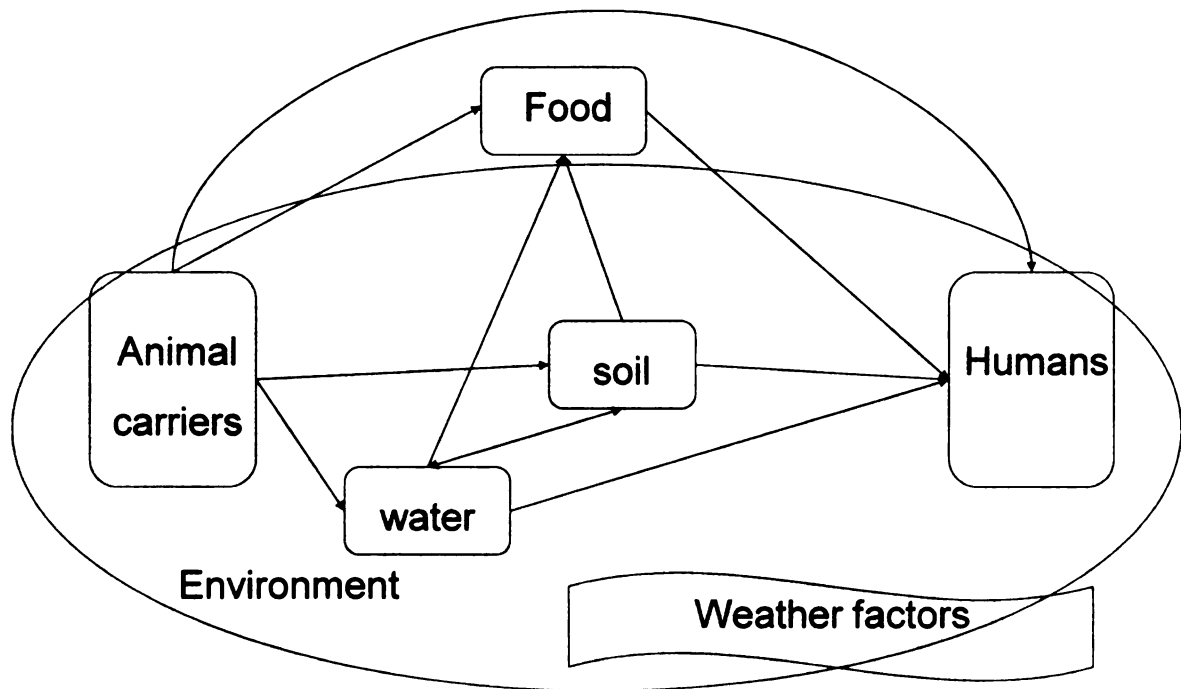 Food
Animal
carriers
soil
Humans
water
Environment
Weather factors